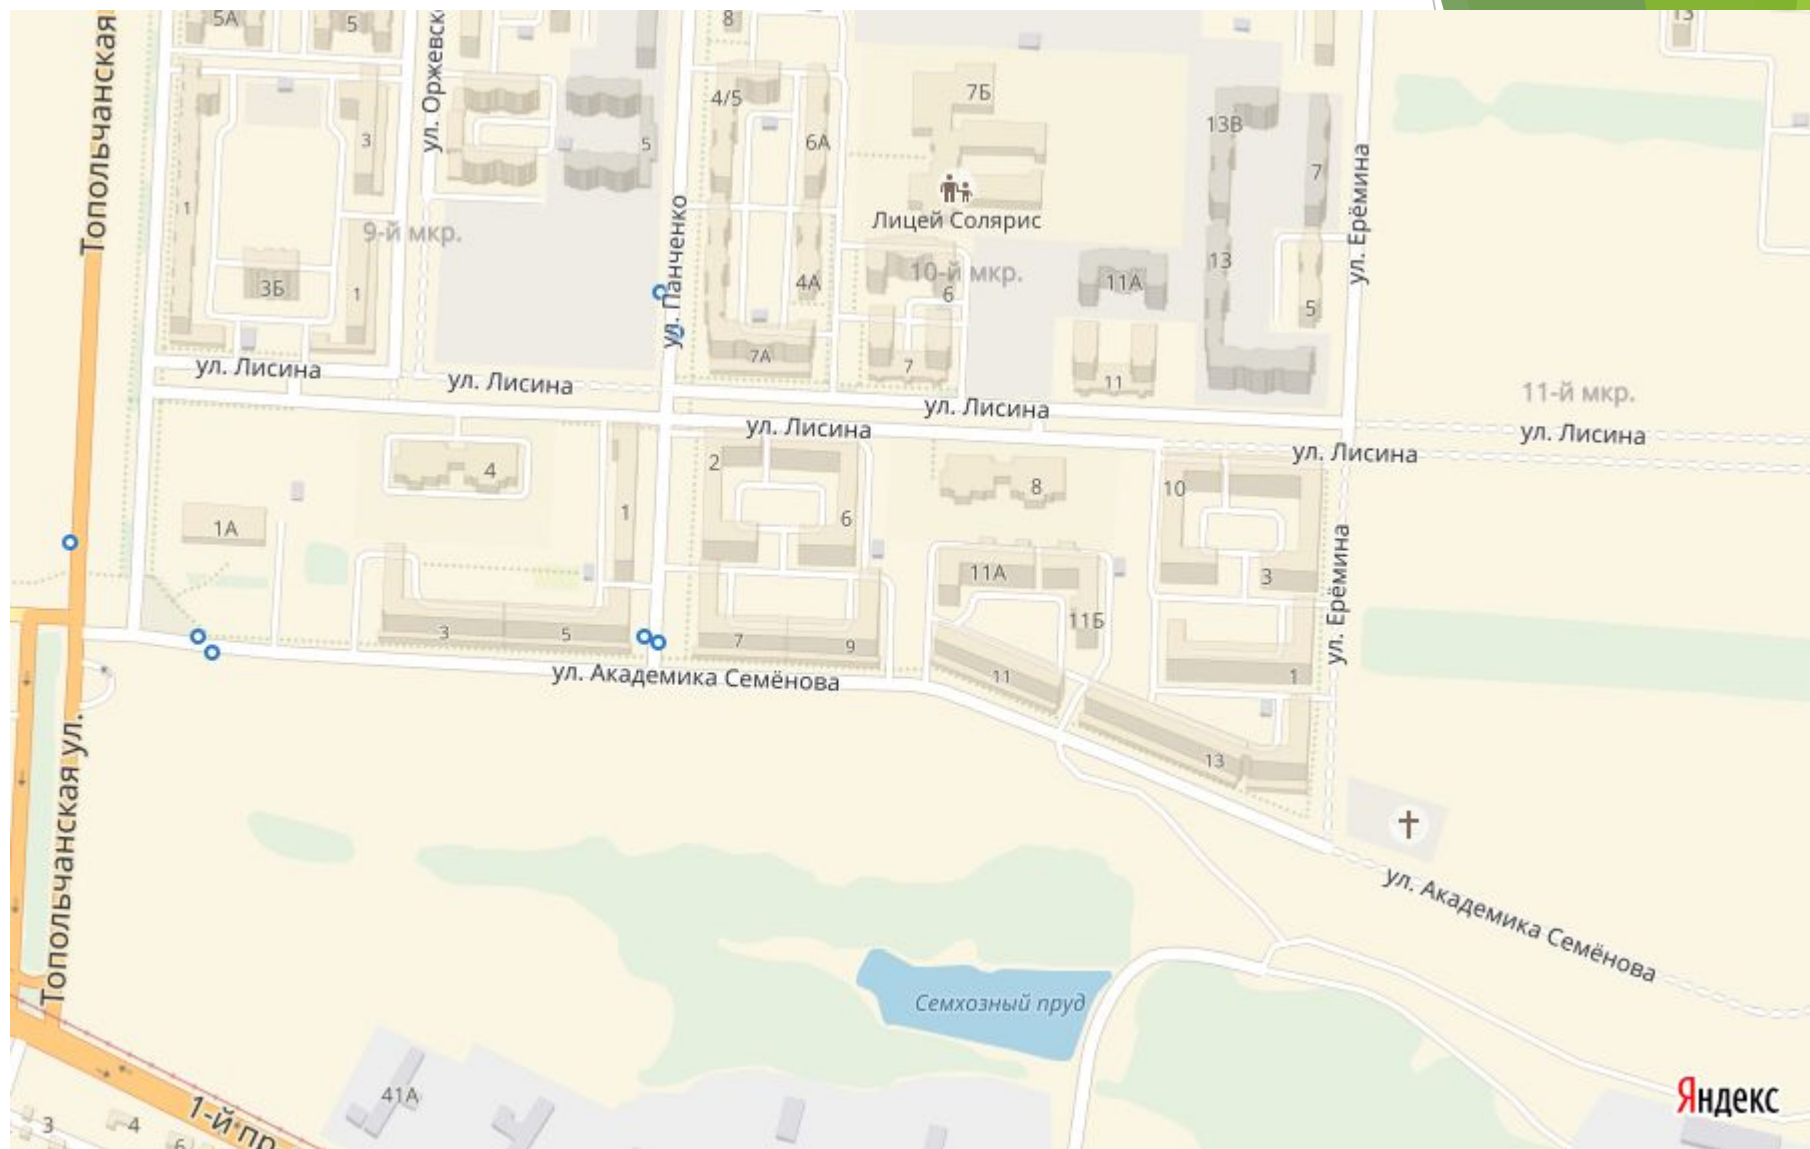 5А
5
8
13
Топольчанская
ул. Оржевск
4/5
7Б
13В
3
5
6А
7
1
ул. Панченко
Лицей Солярис
ул. Ерёмина
9-й мкр.
13
10-й мкр.
3Б
1
4А
6
11А
5
7А
7
11
ул. Лисина
ул. Лисина
ул. Лисина
11-й мкр.
ул. Лисина
ул. Лисина
ул. Лисина
4
2
8
10
1А
1
6
ул. Ерёмина
11А
3
11Б
3
5
7
9
11
1
ул. Академика Семёнова
Топольчанская ул.
13
ул. Академика Семёнова
Семхозный пруд
41А
Яндекс
1-й пр
3
4
6